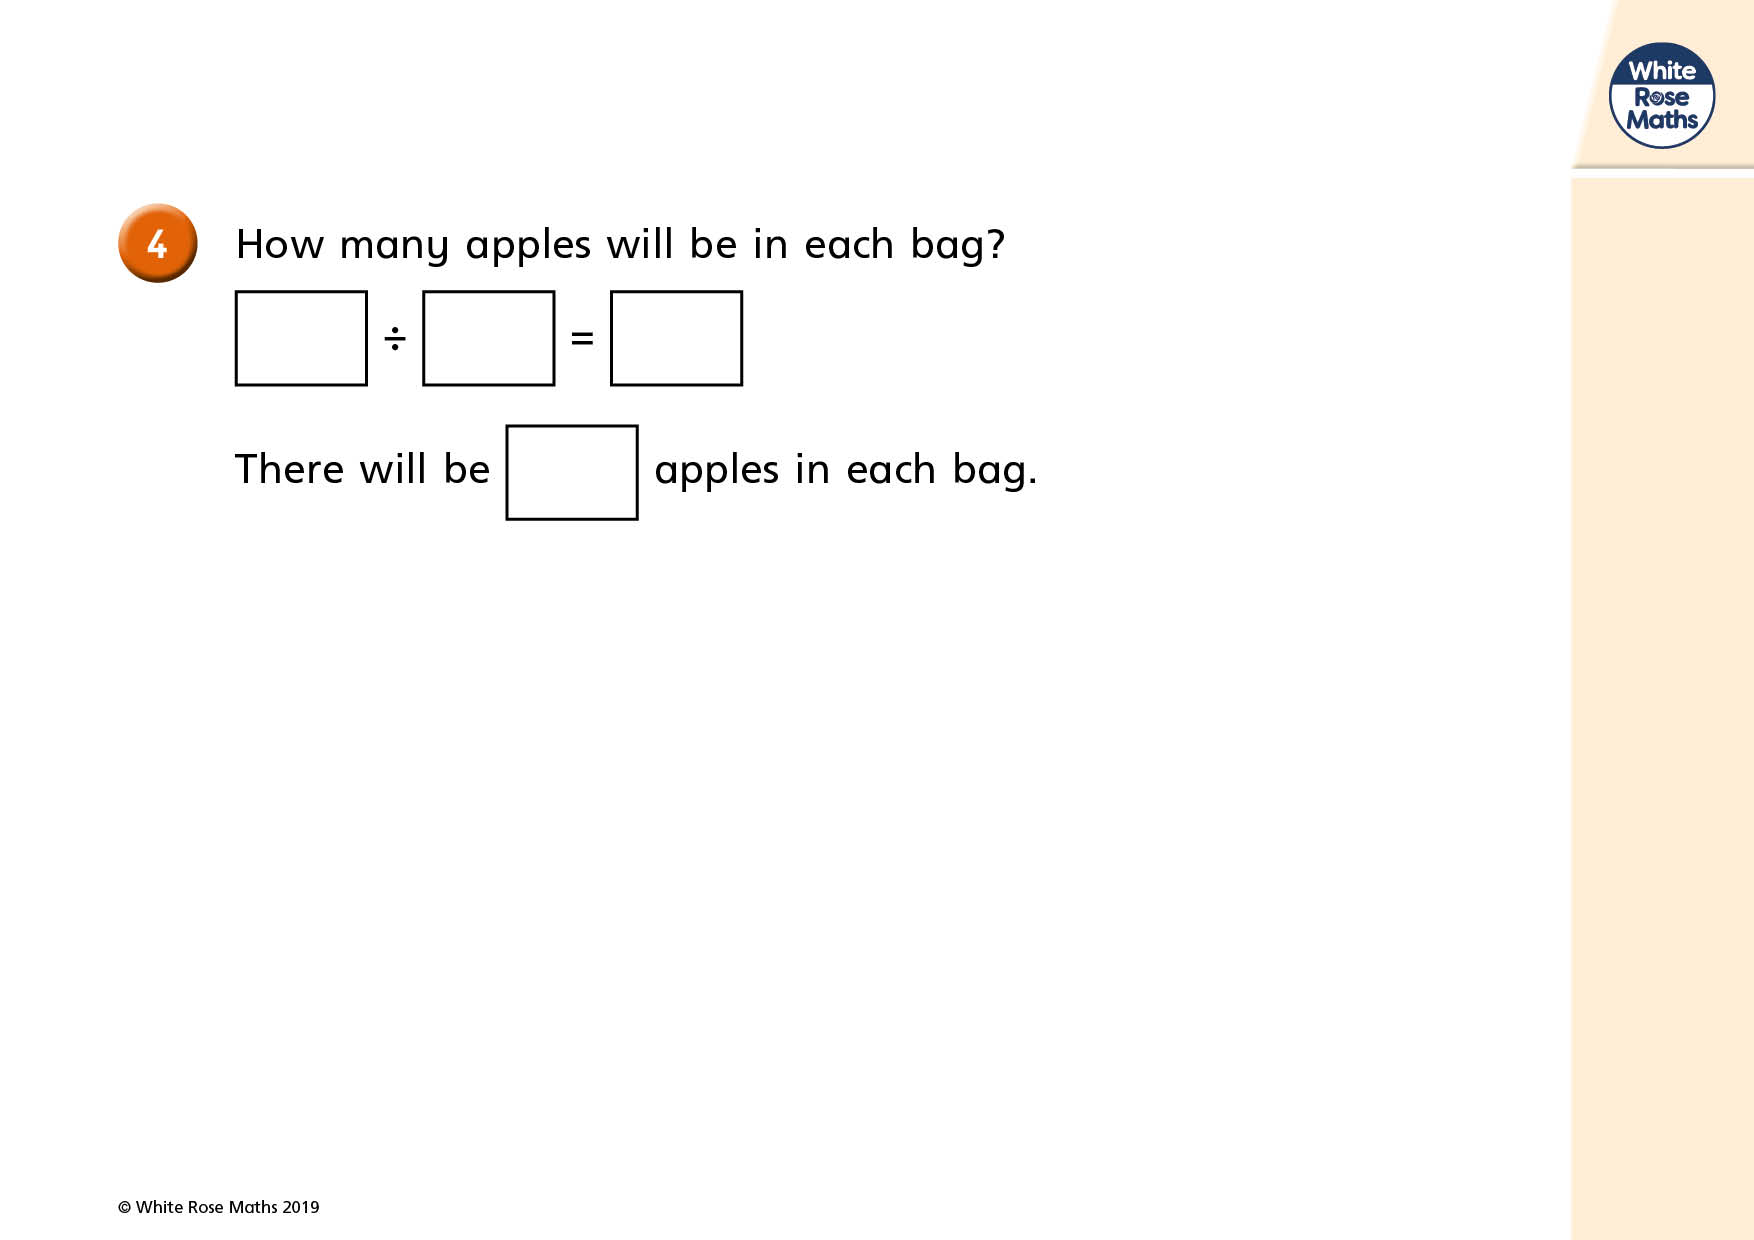 White
Rose
Maths
4 How many apples will be in each bag?
÷ =
There will be apples in each bag.
© White Rose Maths 2019